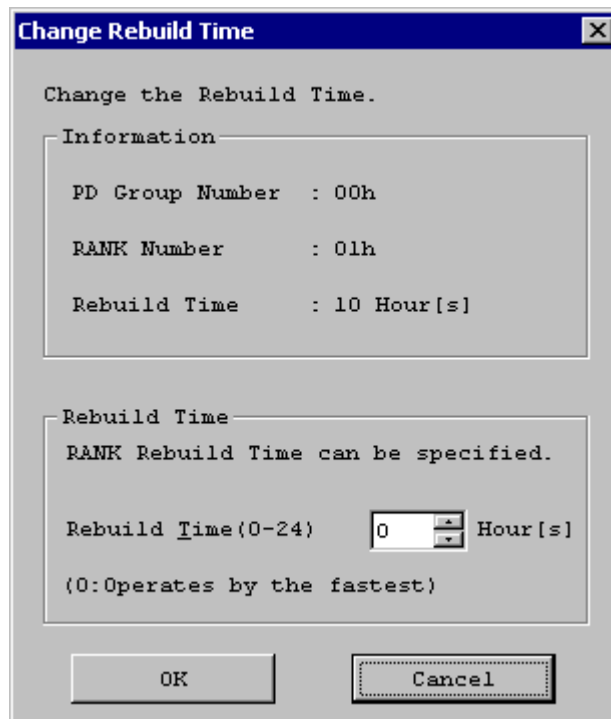 Change Rebuild Time
Change the Rebuild Time.
Information
PD Group Number : 00h
RANK Number : 01h
Rebuild Time : 10 Hour[s]
Rebuild Time
RANK Rebuild Time can be specified.
Rebuild Time(0-24) 0 Hour[s]
(0:Operates by the fastest)
OK Cancel